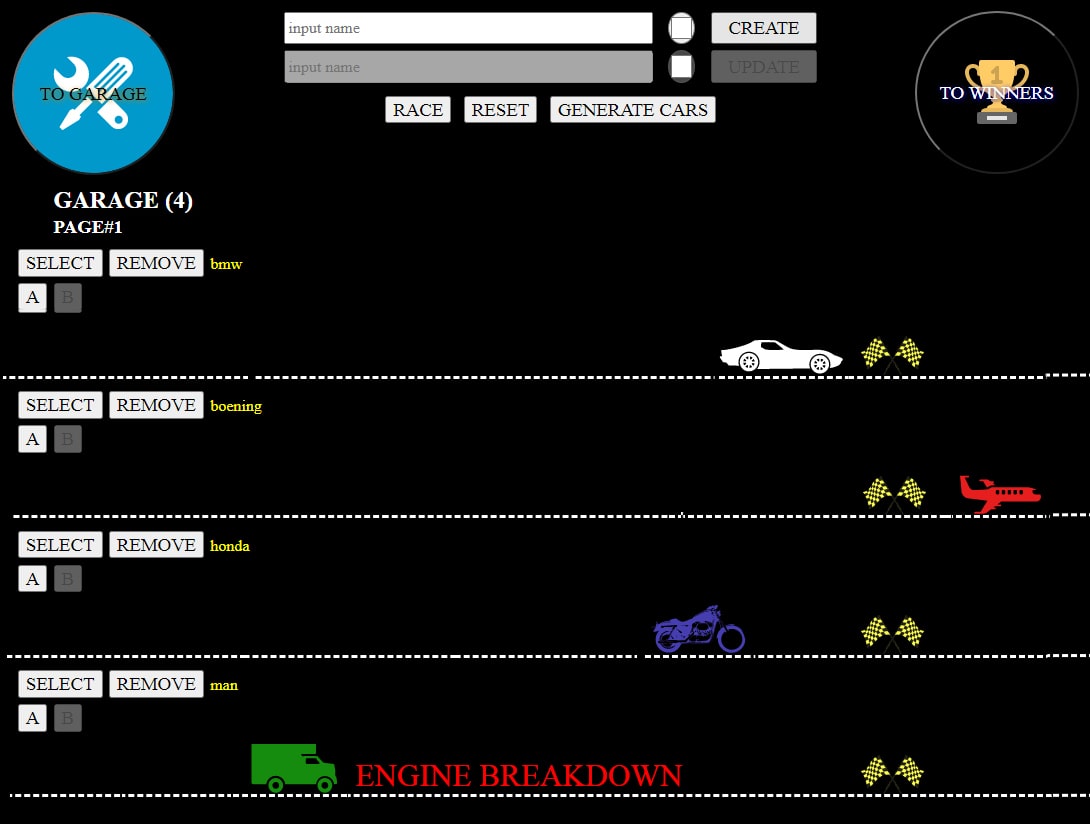 TO GARAGE
input name
CREATE
input name
UPDATE
RACE RESET GENERATE CARS
1
TO WINNERS
GARAGE (4)
PAGE#1
SELECT REMOVE bmw
A B
SELECT REMOVE boening
A B
SELECT REMOVE honda
A B
SELECT REMOVE man
A B
ENGINE BREAKDOWN